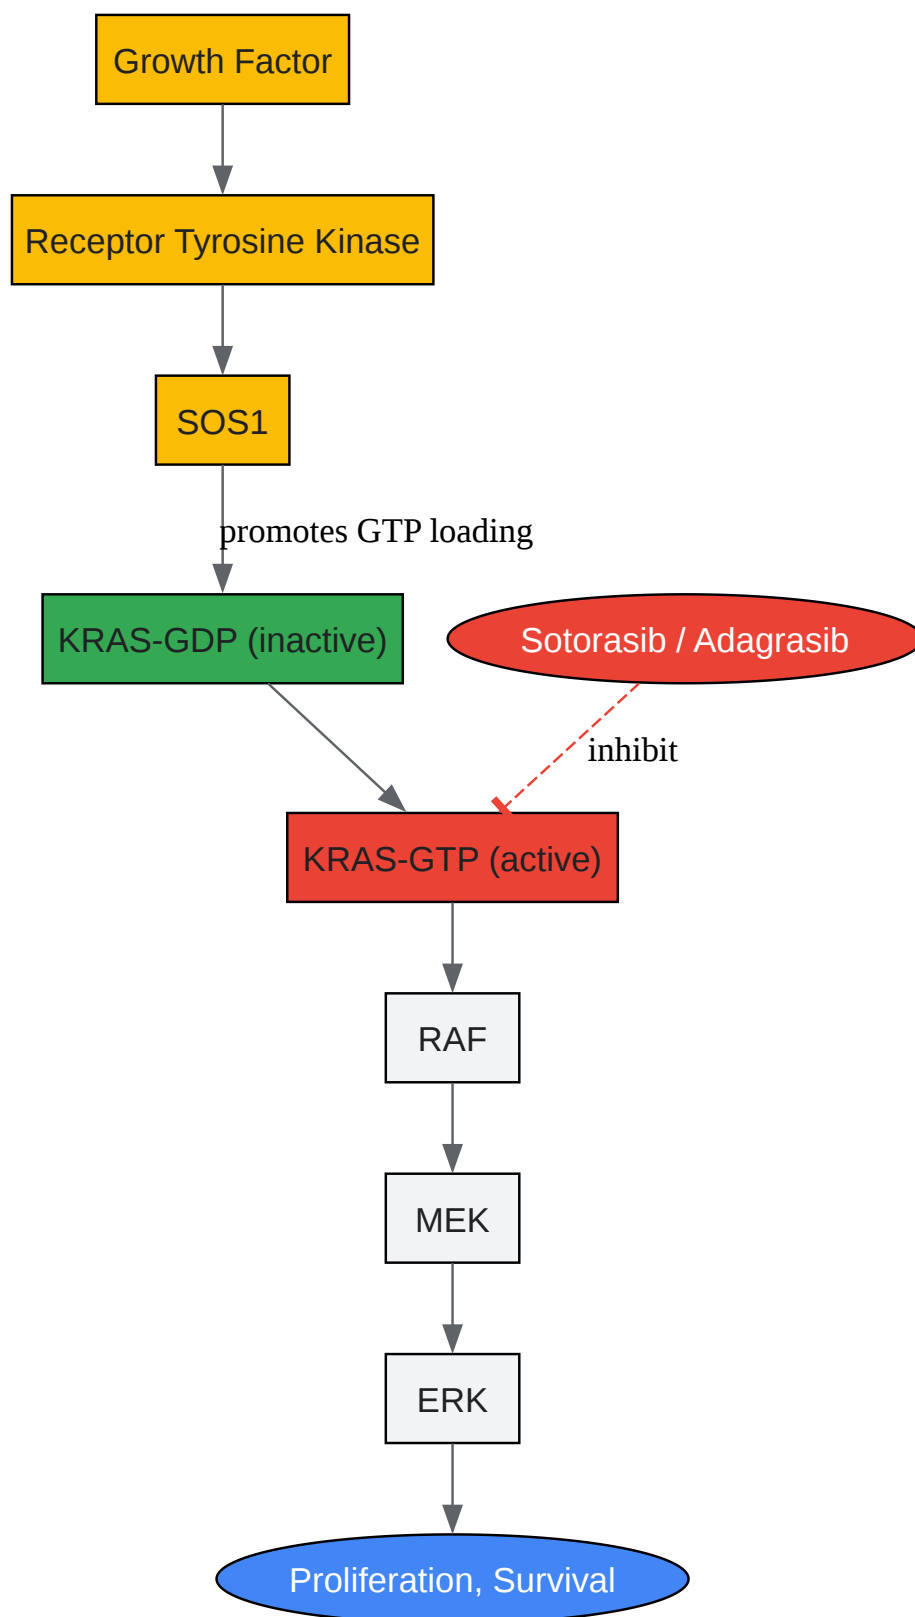 Growth Factor
Receptor Tyrosine Kinase
SOS1
promotes GTP loading
KRAS-GDP (inactive)
Sotorasib / Adagrasib
inhibit
KRAS-GTP (active)
RAF
MEK
ERK
Proliferation, Survival